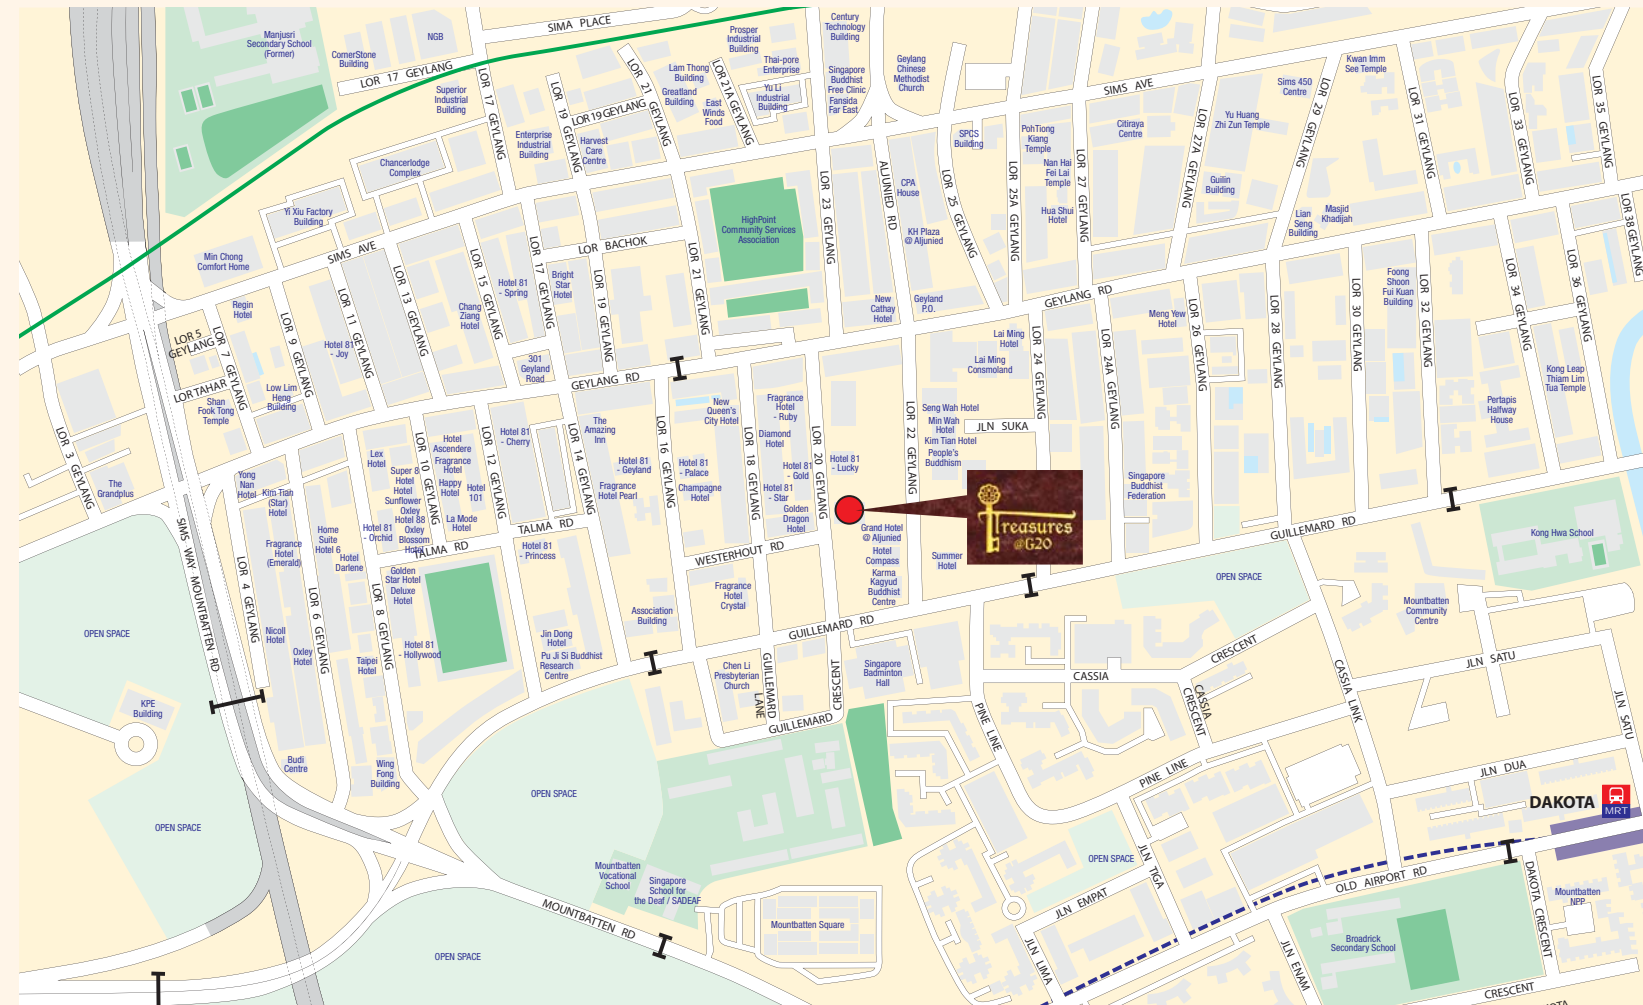 SIMA PLACE
Manjusri
Secondary School
(Former)
CornerStone
Building
NGB
LOR 17 GEYLANG
Superior
Industrial
Building
LOR 17 GEYLANG
LOR 19 GEYLANG
LOR 19 GEYLANG
LOR 21 GEYLANG
LOR 21A GEYLANG
Enterprise
Industrial
Building
Harvest
Care
Centre
Lam Thong
Building
Greatland
Building
East
Winds
Food
Prosper
Industrial
Building
Thai-pore
Enterprise
Yu Li
Industrial
Building
Century
Technology
Building
Singapore
Buddhist
Free Clinic
Fansida
Far East
Geylang
Chinese
Methodist
Church
SIMS AVE
SPCS
Building
PohTiong
Kiang
Temple
Nan Hai
Fei Lai
Temple
Hua Shui
Hotel
Citiraya
Centre
Yu Huang
Zhi Zun Temple
Sims 450
Centre
Kwan Imm
See Temple
Guilin
Building
Lian
Seng
Building
Masjid
Khadijah
LOR 23 GEYLANG
ALJUNIED RD
LOR 25 GEYLANG
LOR 25A GEYLANG
LOR 27 GEYLANG
LOR 27A GEYLANG
LOR 29 GEYLANG
LOR 31 GEYLANG
LOR 33 GEYLANG
LOR 35 GEYLANG
LOR 38 GEYLANG
CPA
House
KH Plaza
@ Aljunied
New
Cathay
Hotel
Geyland
P.O.
Chancerlodge
Complex
Yi Xiu Factory
Building
Min Chong
Comfort Home
SIMS AVE
HighPoint
Community Services
Association
LOR BACHOK
Regin
Hotel
LOR 5
GEYLANG
LOR 7 GEYLANG
LOR 9 GEYLANG
LOR 11 GEYLANG
LOR 13 GEYLANG
LOR 15 GEYLANG
LOR 17 GEYLANG
LOR 19 GEYLANG
LOR 21 GEYLANG
Hotel 81
- Spring
Bright
Star
Hotel
Chang
Ziang
Hotel
Hotel 81
- Joy
301
Geyland
Road
GEYLANG RD
GEYLANG RD
LOR TAHAR
Shan
Fook Tong
Temple
Low Lim
Heng
Building
LOR 3 GEYLANG
The
Grandplus
Yong
Nan
Hotel
Kim Tian
(Star)
Hotel
Lex
Hotel
Super 8
Hotel
Hotel
Sunflower
Oxley
Hotel 88
Oxley
Blossom
Hotel
Hotel
Ascendere
Fragrance
Hotel
Happy
Hotel
Hotel
101
La Mode
Hotel
Hotel 81
- Cherry
The
Amazing
Inn
Hotel 81
- Geyland
Fragrance
Hotel Pearl
New
Queen's
City Hotel
Hotel 81
- Palace
Champagne
Hotel
Fragrance
Hotel
- Ruby
Diamond
Hotel
Hotel 81
- Gold
Hotel 81
- Star
Golden
Dragon
Hotel
Hotel 81
- Lucky
LOR 10 GEYLANG
LOR 12 GEYLANG
LOR 14 GEYLANG
LOR 16 GEYLANG
LOR 18 GEYLANG
LOR 20 GEYLANG
LOR 22 GEYLANG
LOR 24 GEYLANG
LOR 24A GEYLANG
LOR 26 GEYLANG
LOR 28 GEYLANG
LOR 30 GEYLANG
LOR 32 GEYLANG
LOR 34 GEYLANG
LOR 36 GEYLANG
Lai Ming
Hotel
Lai Ming
Consmoland
Meng Yew
Hotel
Foong
Shoon
Fui Kuan
Building
Kong Leap
Thiam Lim
Tua Temple
Pertapis
Halfway
House
Seng Wah Hotel
Min Wah
Hotel
Kim Tian Hotel
People's
Buddhism
JLN SUKA
Singapore
Buddhist
Federation
Treasures
@G20
Grand Hotel
@ Aljunied
Hotel
Compass
Karma
Kagyud
Buddhist
Centre
Summer
Hotel
GUILLEMARD RD
Kong Hwa School
OPEN SPACE
Mountbatten
Community
Centre
SIMS WAY MOUNTBATTEN RD
Hotel 81
- Orchid
Home
Suite
Hotel 6
Hotel
Darlene
Fragrance
Hotel
(Emerald)
TALMA RD
TALMA RD
Hotel 81
- Princess
Golden
Star Hotel
Deluxe
Hotel
WESTERHOUT RD
Fragrance
Hotel
Crystal
Association
Building
LOR 4 GEYLANG
LOR 6 GEYLANG
LOR 8 GEYLANG
Nicoll
Hotel
Oxley
Hotel
Taipei
Hotel
Hotel 81
- Hollywood
Jin Dong
Hotel
Pu Ji Si Buddhist
Research
Centre
OPEN SPACE
KPE
Building
Budi
Centre
Wing
Fong
Building
OPEN SPACE
OPEN SPACE
OPEN SPACE
GUILLEMARD RD
Chen Li
Presbyterian
Church
GUILLEMARD
LANE
GUILLEMARD
CRESCENT
Singapore
Badminton
Hall
CASSIA
CRESCENT
CASSIA
CRESCENT
CASSIA LINK
PINE LINE
PINE LINE
JLN SATU
JLN SATU
JLN DUA
DAKOTA
MRT
Mountbatten
Vocational
School
Singapore
School for
the Deaf / SADEAF
MOUNTBATTEN RD
Mountbatten Square
OPEN SPACE
JLN EMPAT
JLN TIGA
JLN LIMA
JLN ENAM
OLD AIRPORT RD
Broadrick
Secondary School
DAKOTA CRESCENT
Mountbatten
NPP
CRESCENT